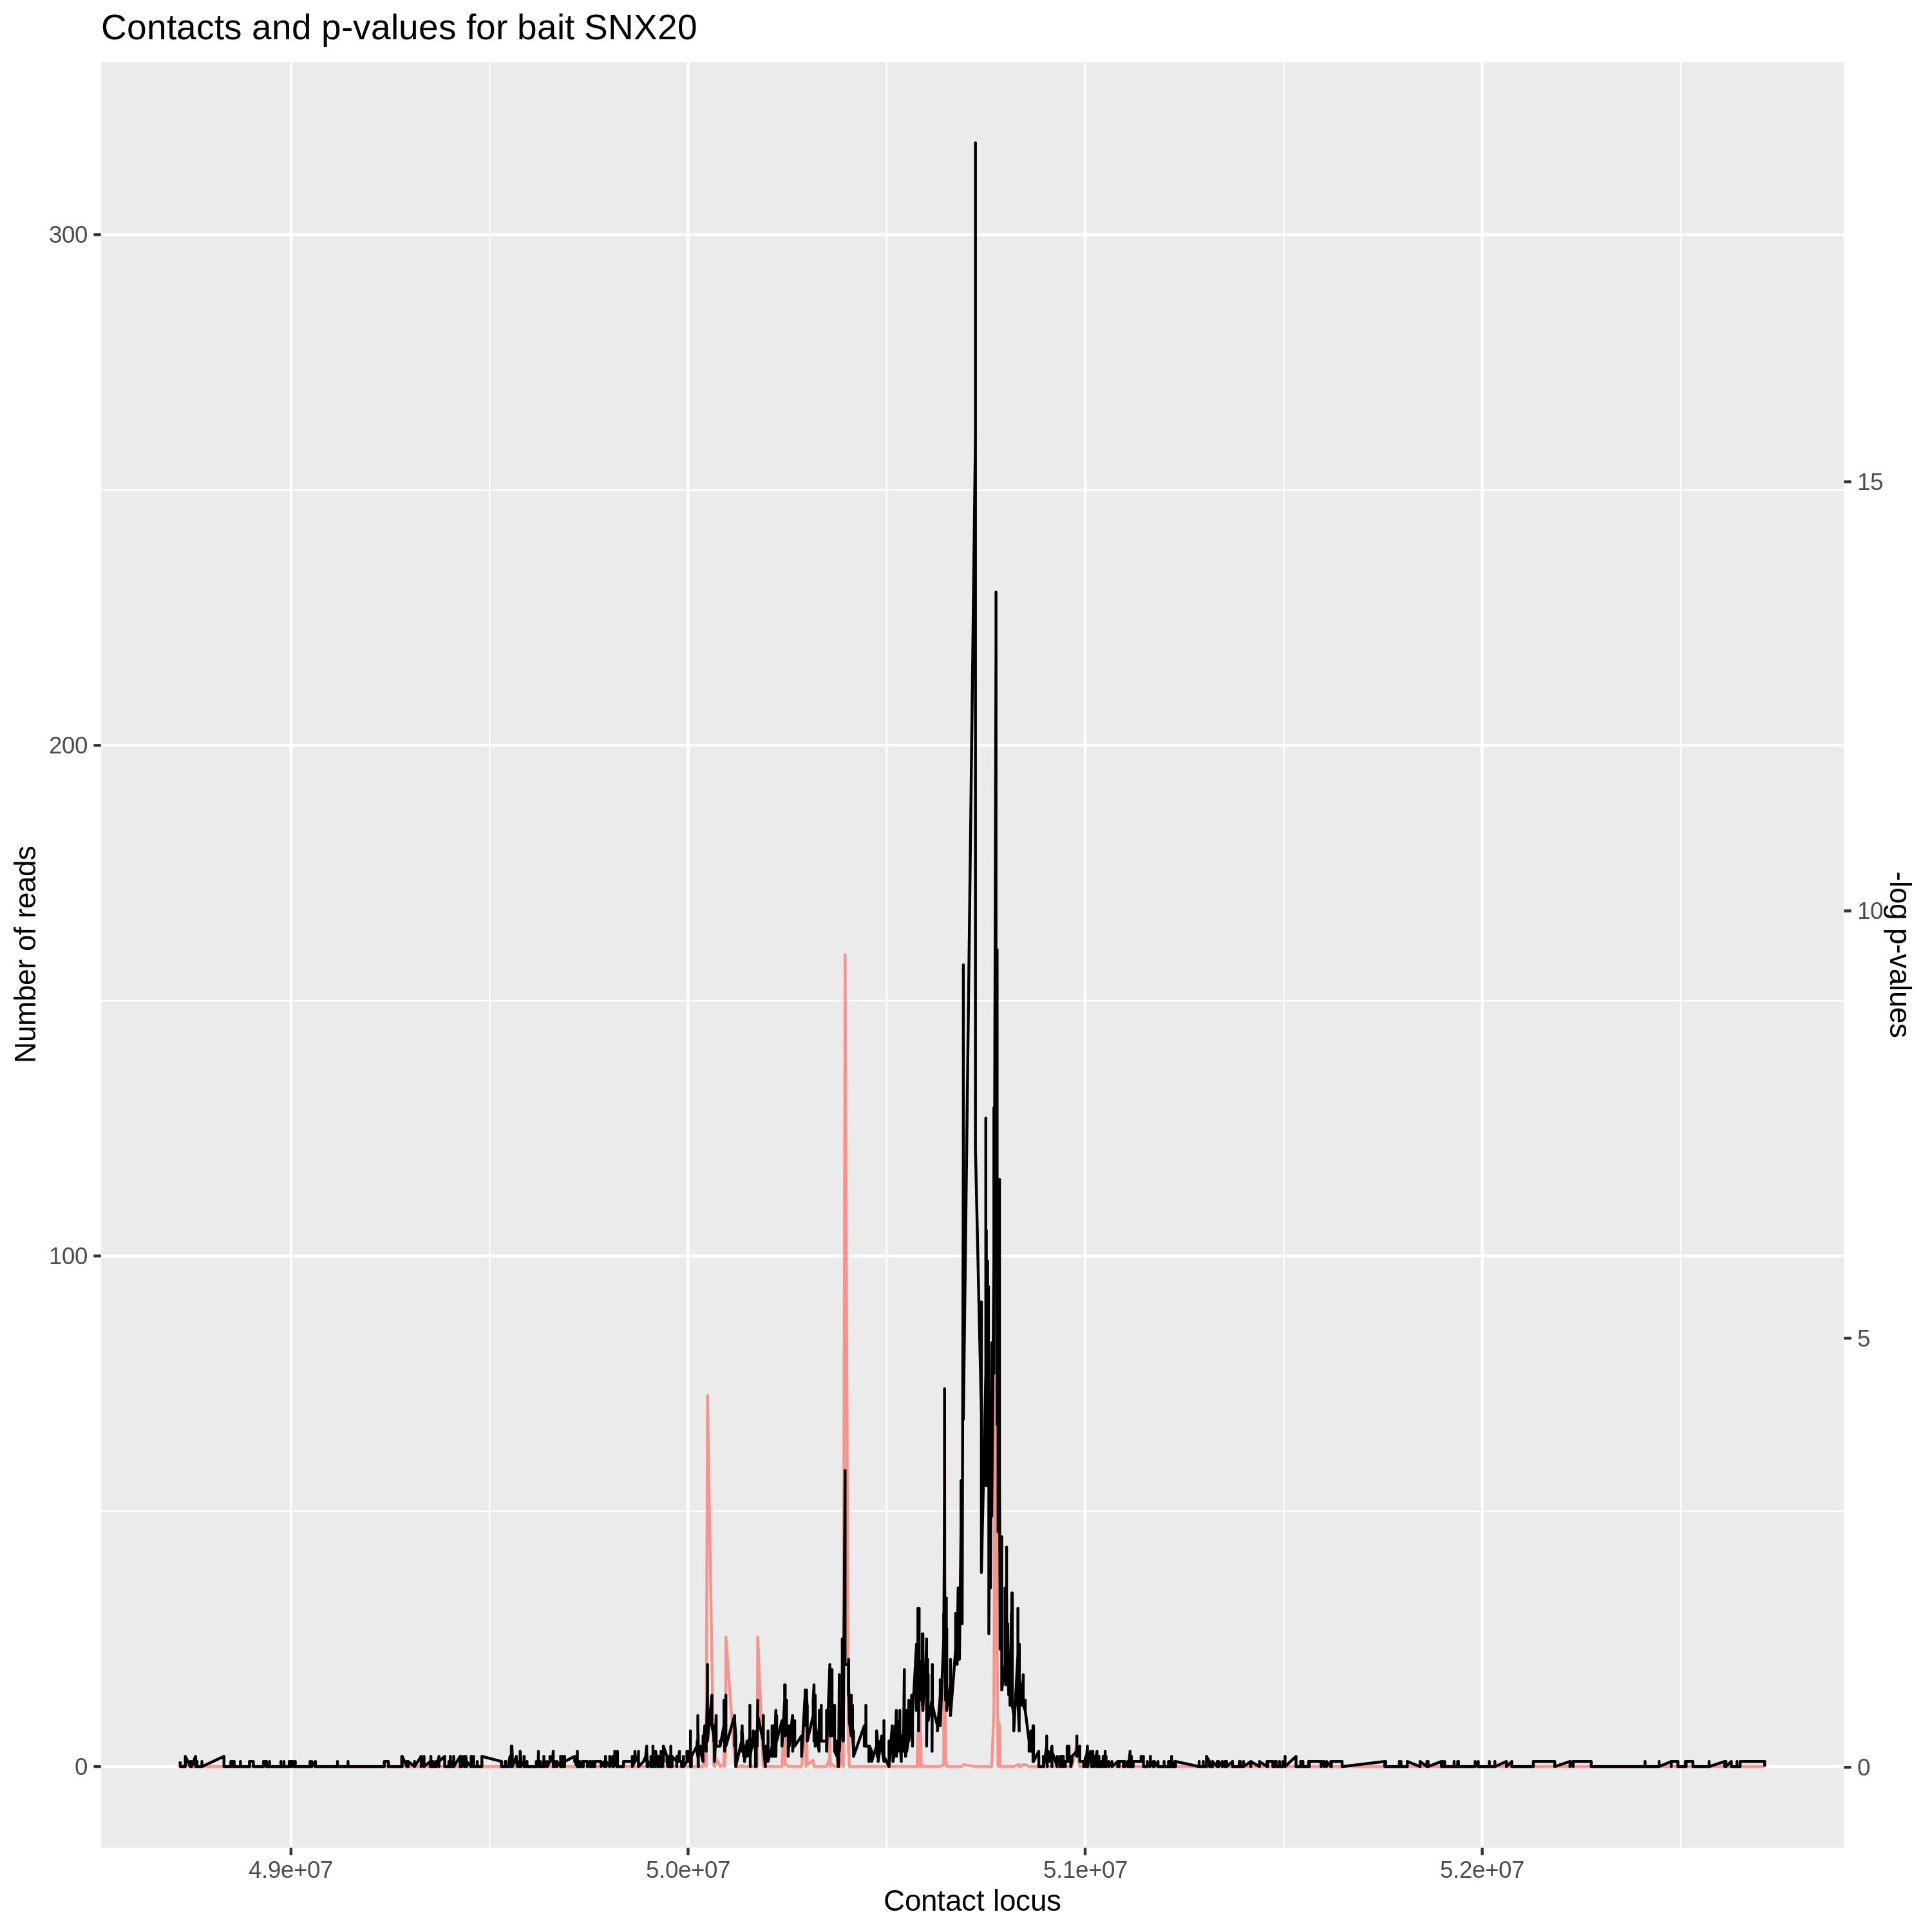 Contacts and p-values for bait SNX20
300
200
100
0
Number of reads
15
10
5
0
-log p-values
4.9e+07
5.0e+07
5.1e+07
5.2e+07
Contact locus